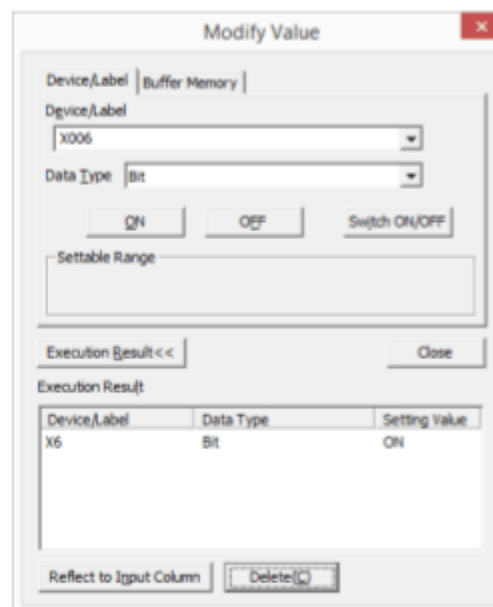 Modify Value
Device/Label Buffer Memory
Device/Label
X006
Data Type Bit
ON OFF Switch ON/OFF
Settable Range
Execution Result<< Close
Execution Result
Device/Label Data Type Setting Value
X6 Bit ON
Reflect to Input Column Delete(C)